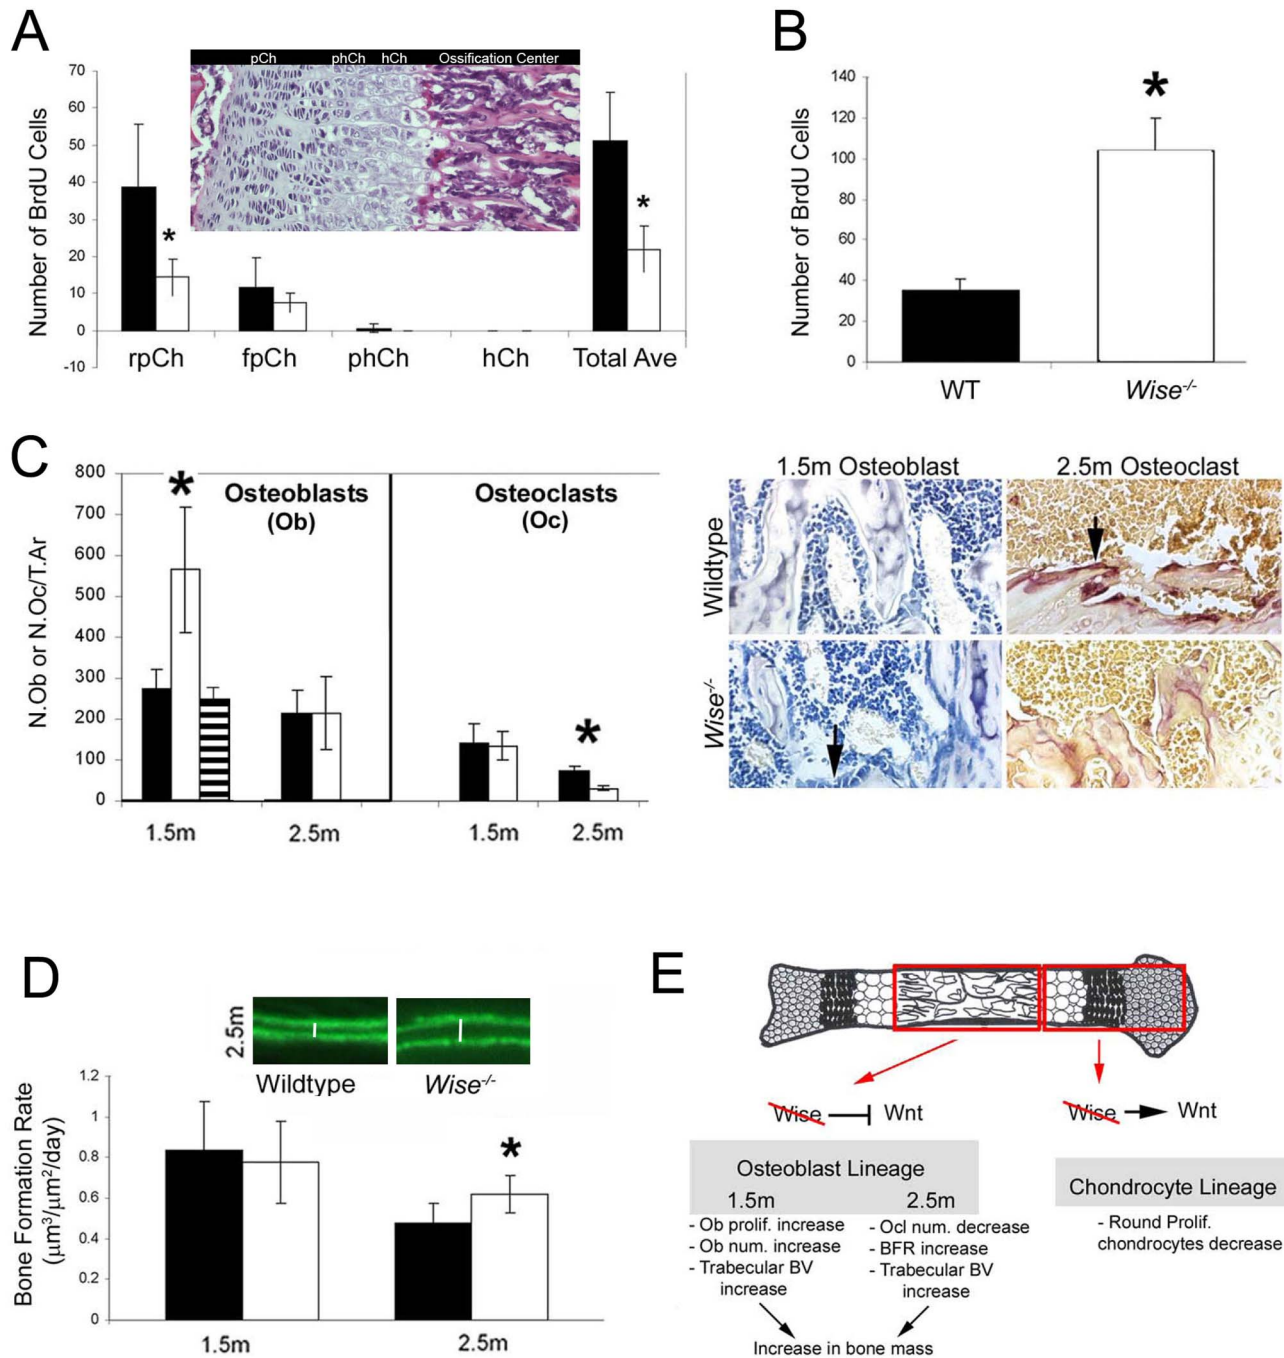 A
pCh phCh hCh Ossification Center
Number of BrdU Cells
70
60
50
40
30
20
10
0
-10
*
*
rpCh fpCh phCh hCh Total Ave
B
Number of BrdU Cells
140
120
100
80
60
40
20
0
*
WT Wise-/-
C
N.Ob or N.Oc/T.Ar
800
700
600
500
400
300
200
100
0
*
Osteoblasts
(Ob)
Osteoclasts
(Oc)
*
1.5m 2.5m 1.5m 2.5m
1.5m Osteoblast 2.5m Osteoclast
Wildtype
Wise-/-
D
2.5m
Wildtype Wise-/-
Bone Formation Rate
(µm³/µm²/day)
1.2
1
0.8
0.6
0.4
0.2
0
*
1.5m 2.5m
E
Wise Wnt
Wise Wnt
Osteoblast Lineage
1.5m 2.5m
- Ob prolif. increase
- Ob num. increase
- Trabecular BV
increase
- Ocl num. decrease
- BFR increase
- Trabecular BV
increase
Increase in bone mass
Chondrocyte Lineage
- Round Prolif.
chondrocytes decrease